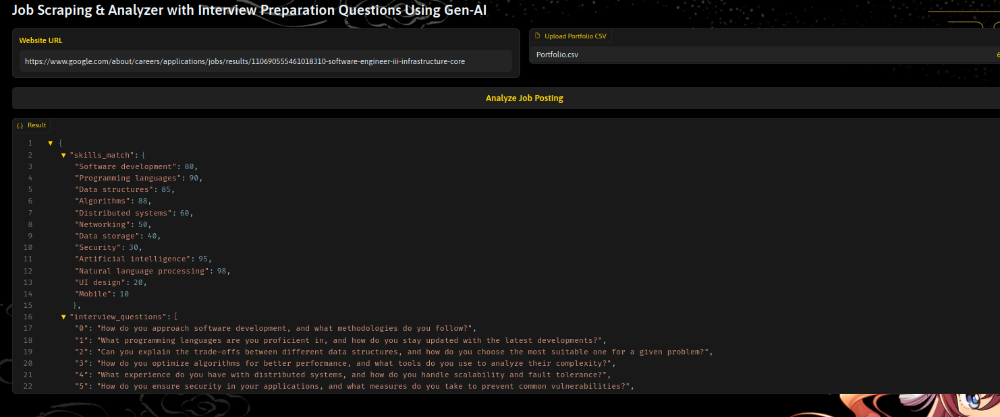 Job Scraping & Analyzer with Interview Preparation Questions Using Gen-AI
Website URL
https://www.google.com/about/careers/applications/jobs/results/110690555461018310-software-engineer-iii-infrastructure-core
Upload Portfolio CSV
Portfolio.csv
Analyze Job Posting
{ } Result
1 ▼ {
2 ▼ "skills_match": {
3 "Software development": 80,
4 "Programming languages": 90,
5 "Data structures": 85,
6 "Algorithms": 88,
7 "Distributed systems": 60,
8 "Networking": 50,
9 "Data storage": 40,
10 "Security": 30,
11 "Artificial intelligence": 95,
12 "Natural language processing": 98,
13 "UI design": 20,
14 "Mobile": 10
15 },
16 ▼ "interview_questions": [
17 "0": "How do you approach software development, and what methodologies do you follow?",
18 "1": "What programming languages are you proficient in, and how do you stay updated with the latest developments?",
19 "2": "Can you explain the trade-offs between different data structures, and how do you choose the most suitable one for a given problem?",
20 "3": "How do you optimize algorithms for better performance, and what tools do you use to analyze their complexity?",
21 "4": "What experience do you have with distributed systems, and how do you handle scalability and fault tolerance?",
22 "5": "How do you ensure security in your applications, and what measures do you take to prevent common vulnerabilities?",